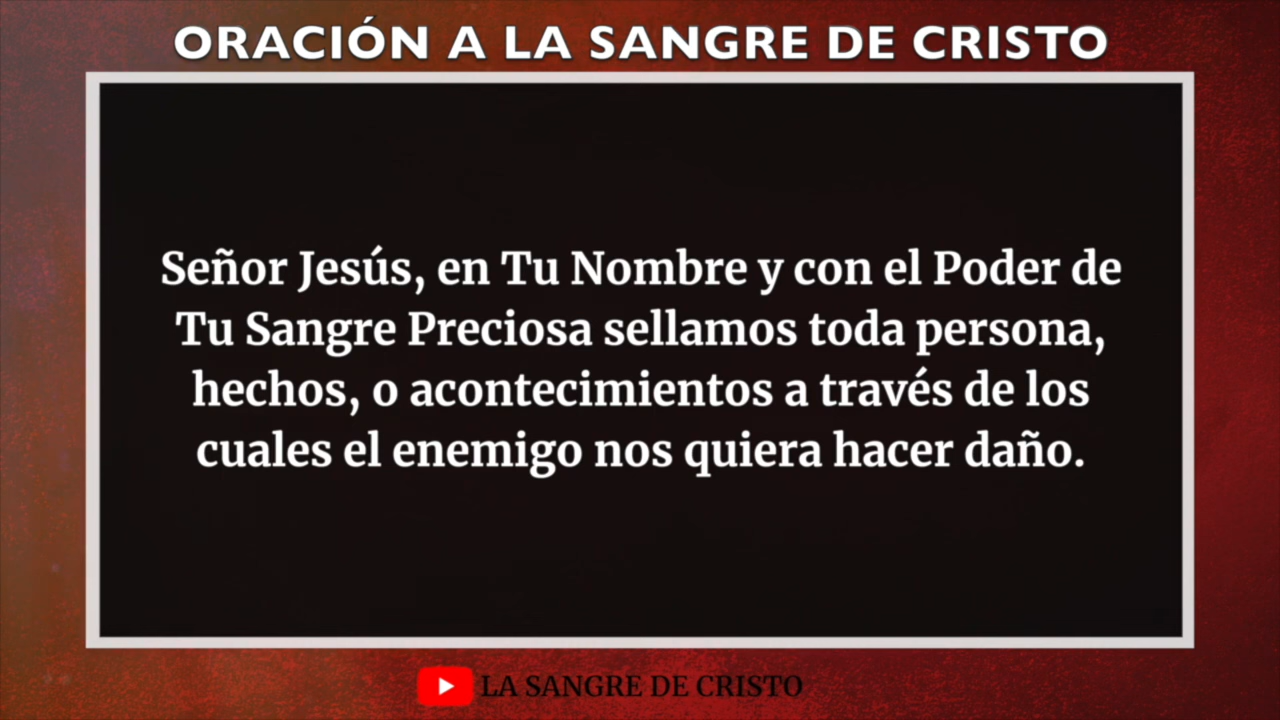 ORACIÓN A LA SANGRE DE CRISTO
Señor Jesús, en Tu Nombre y con el Poder de
Tu Sangre Preciosa sellamos toda persona,
hechos, o acontecimientos a través de los
cuales el enemigo nos quiera hacer daño.
LA SANGRE DE CRISTO